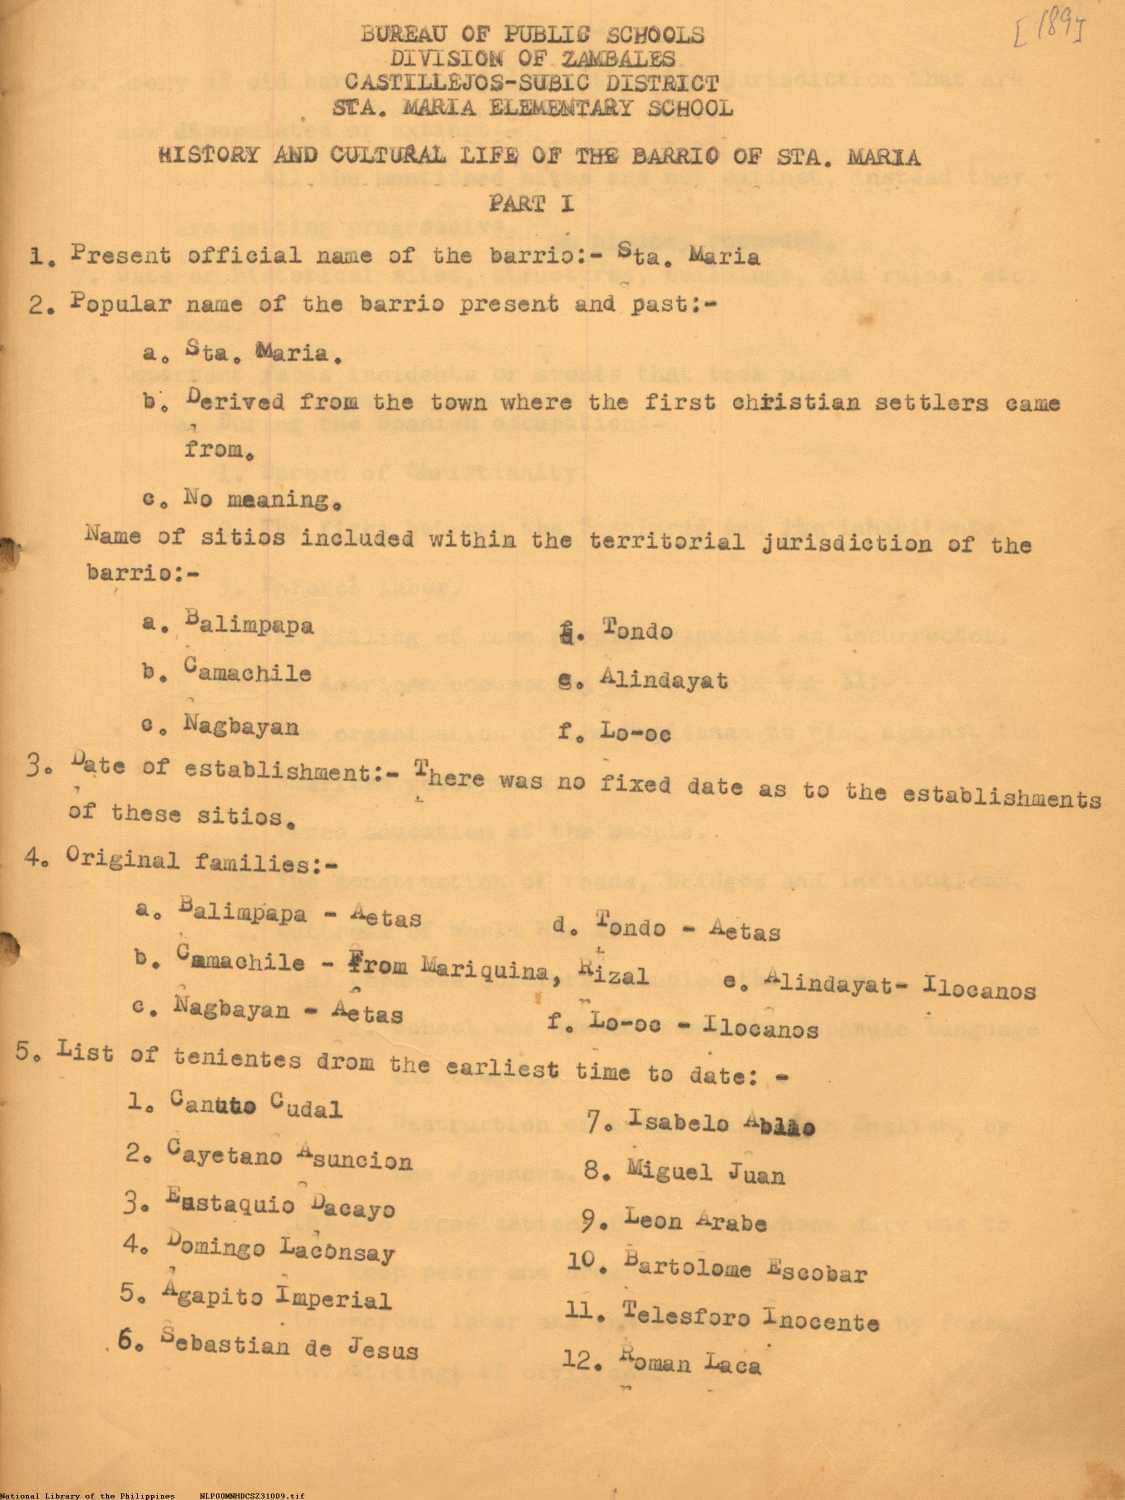 [189]
BUREAU OF PUBLIC SCHOOLS
DIVISION OF ZAMBALES
CASTILLEJOS-SUBIC DISTRICT
STA. MARIA ELEMENTARY SCHOOL
HISTORY AND CULTURAL LIFE OF THE BARRIO OF STA. MARIA
PART I
1. Present official name of the barrio:- Sta. Maria
2. Popular name of the barrio present and past:-
a. Sta. Maria.
b. Derived from the town where the first christian settlers came
from.
c. No meaning.
Name of sitios included within the territorial jurisdiction of the
barrio:-
a. Balimpapa
d. Tondo
b. Camachile
e. Alindayat
c. Nagbayan
f. Lo-oc
3. Date of establishment:- There was no fixed date as to the establishments
of these sitios.
4. Original families:-
a. Balimpapa - Aetas
d. Tondo - Aetas
b. Camachile - From Mariquina, Rizal
e. Alindayat- Ilocanos
c. Nagbayan - Aetas
f. Lo-oc - Ilocanos
5. List of tenientes drom the earliest time to date: -
1. Canuto Cudal
7. Isabelo Ablao
2. Cayetano Asuncion
8. Miguel Juan
3. Eustaquio Dacayo
9. Leon Arabe
4. Domingo Laconsay
10. Bartolome Escobar
5. Agapito Imperial
11. Telesforo Inocente
6. Sebastian de Jesus
12. Roman Laca
National Library of the Philippines NLP00MNHDCSZ31009.tif